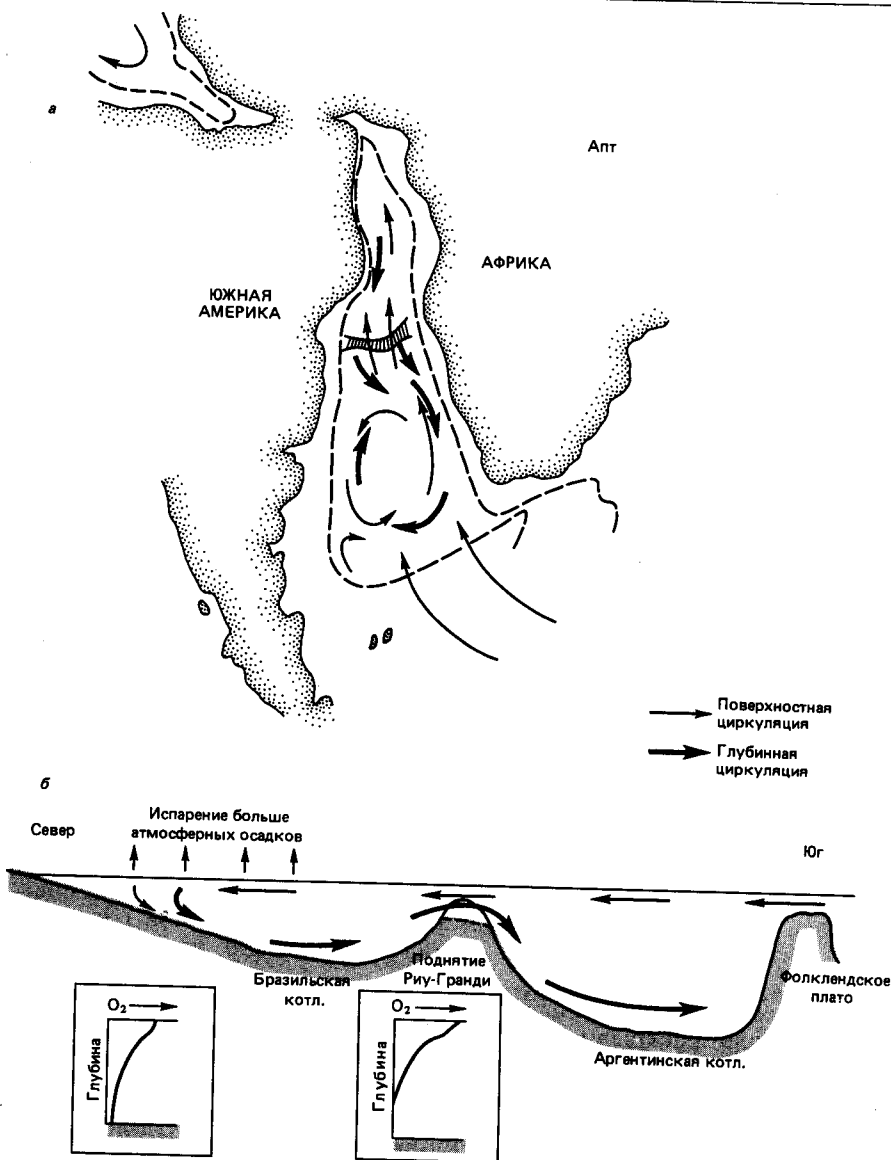 а
Апт
АФРИКА
ЮЖНАЯ
АМЕРИКА
Поверхностная
циркуляция
Глубинная
циркуляция
б
Испарение больше
атмосферных осадков
Север
Юг
Бразильская
котл.
Поднятие
Риу-Гранди
Фолклендское
плато
Аргентинская котл.
O₂
Глубина
O₂
Глубина